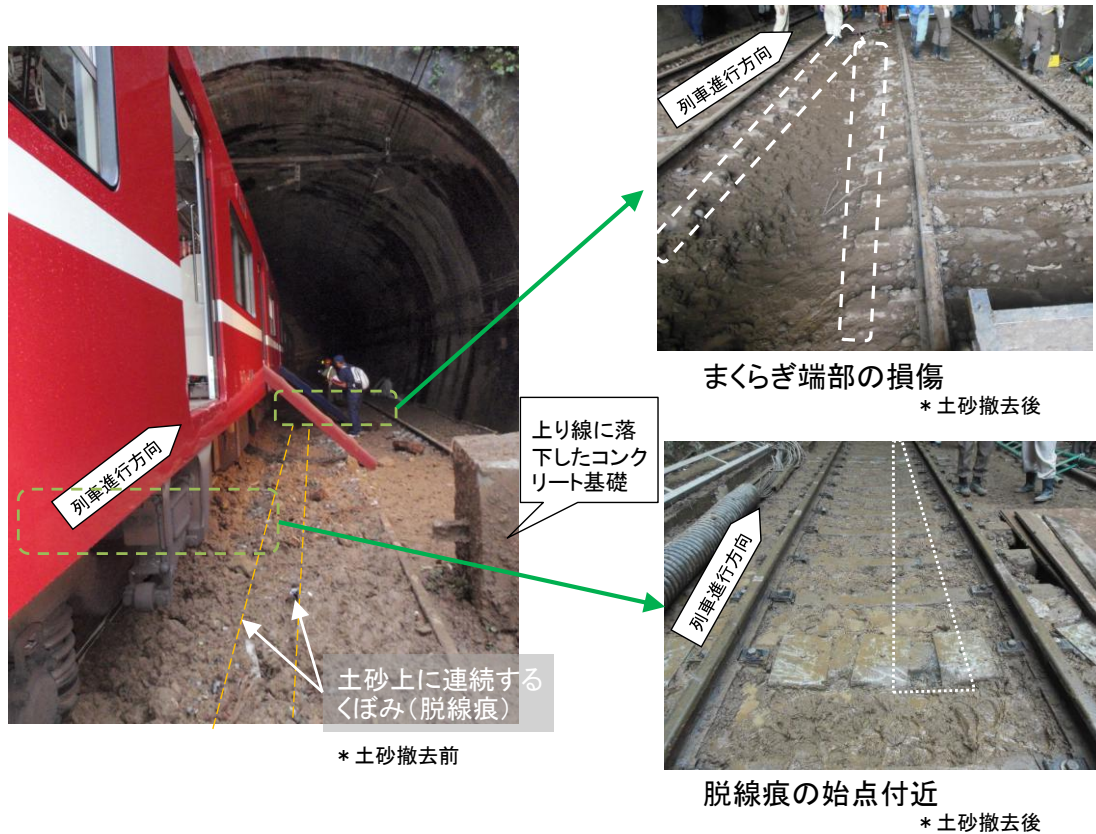 列車進行方向
上り線に落
下したコンク
リート基礎
土砂上に連続する
くぼみ(脱線痕)
*土砂撤去前
列車進行方向
まくらぎ端部の損傷
*土砂撤去後
列車進行方向
脱線痕の始点付近
*土砂撤去後